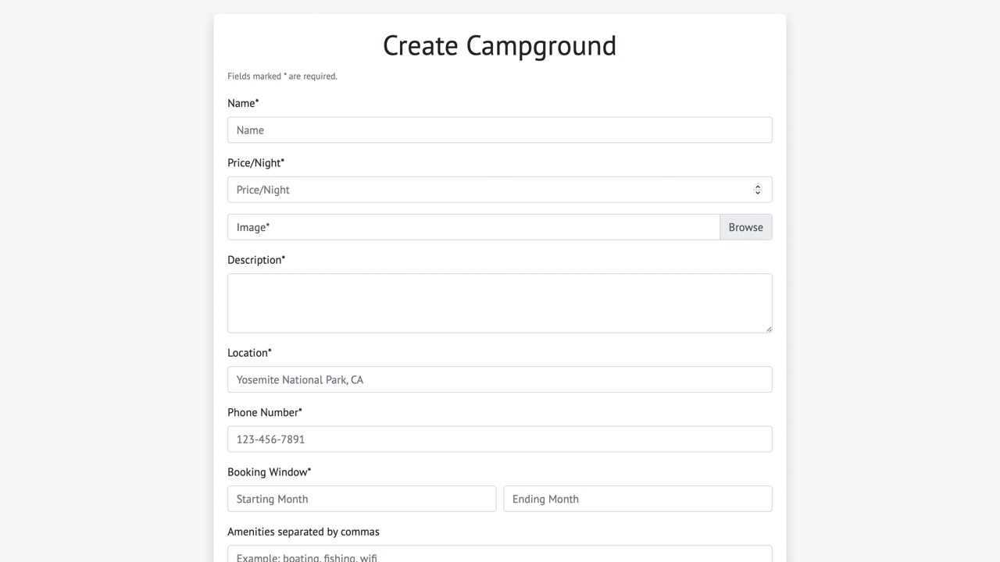 Create Campground
Fields marked * are required.
Name*
Name
Price/Night*
Price/Night
Image*
Browse
Description*
Location*
Yosemite National Park, CA
Phone Number*
123-456-7891
Booking Window*
Starting Month
Ending Month
Amenities separated by commas
Example: boating, fishing, wifi